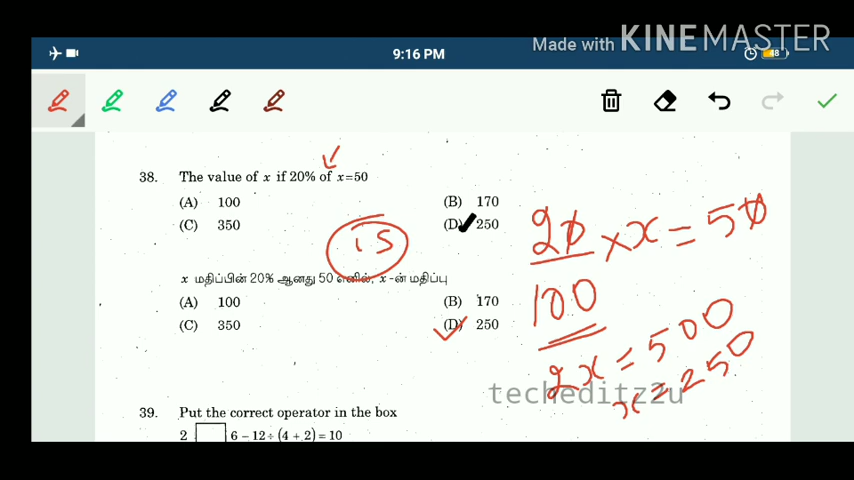 Made with KINEMASTER
9:16 PM
48
38. The value of x if 20% of x=50
(A) 100 (B) 170
(C) 350 (D) 250
is
x மதிப்பின் 20% ஆனது 50 எனில், x -ன் மதிப்பு
(A) 100 (B) 170
(C) 350 (D) 250
20/100 × x = 50
2x = 500
x = 250
techeditz2u
39. Put the correct operator in the box
2 □ 6 – 12 ÷ (4 + 2) = 10